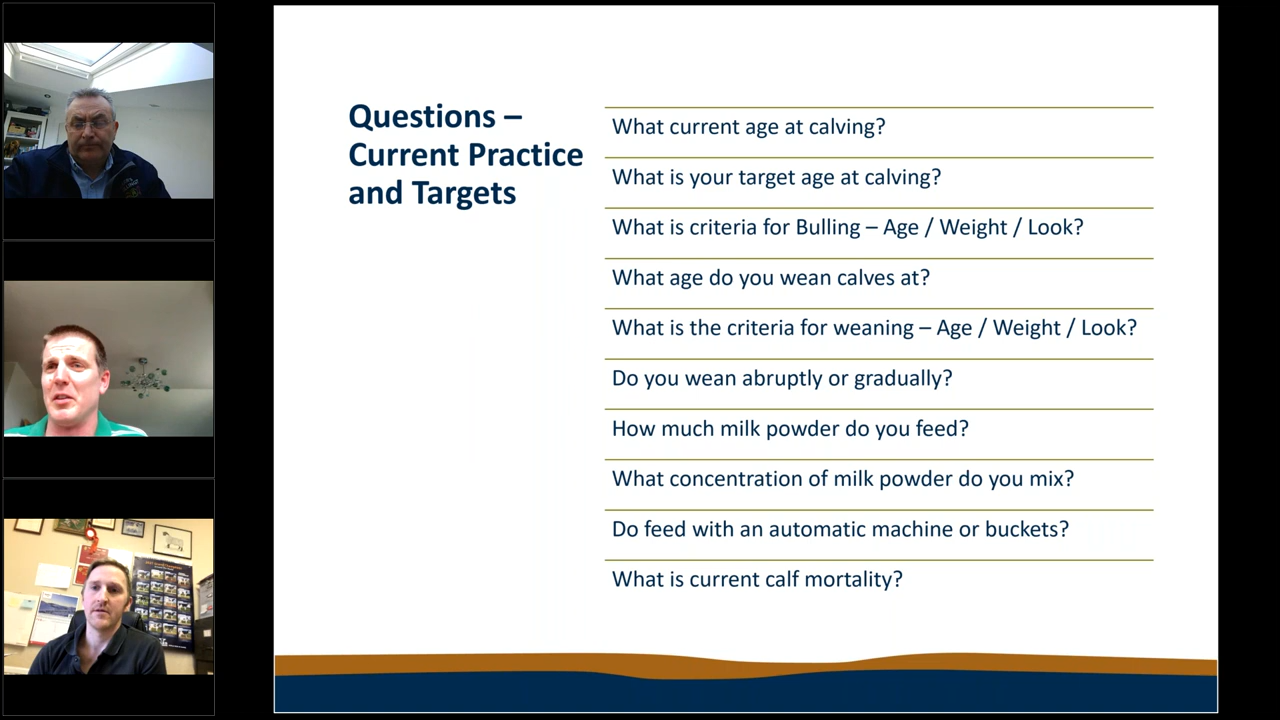 Questions –
Current Practice
and Targets
What current age at calving?
What is your target age at calving?
What is criteria for Bulling – Age / Weight / Look?
What age do you wean calves at?
What is the criteria for weaning – Age / Weight / Look?
Do you wean abruptly or gradually?
How much milk powder do you feed?
What concentration of milk powder do you mix?
Do feed with an automatic machine or buckets?
What is current calf mortality?